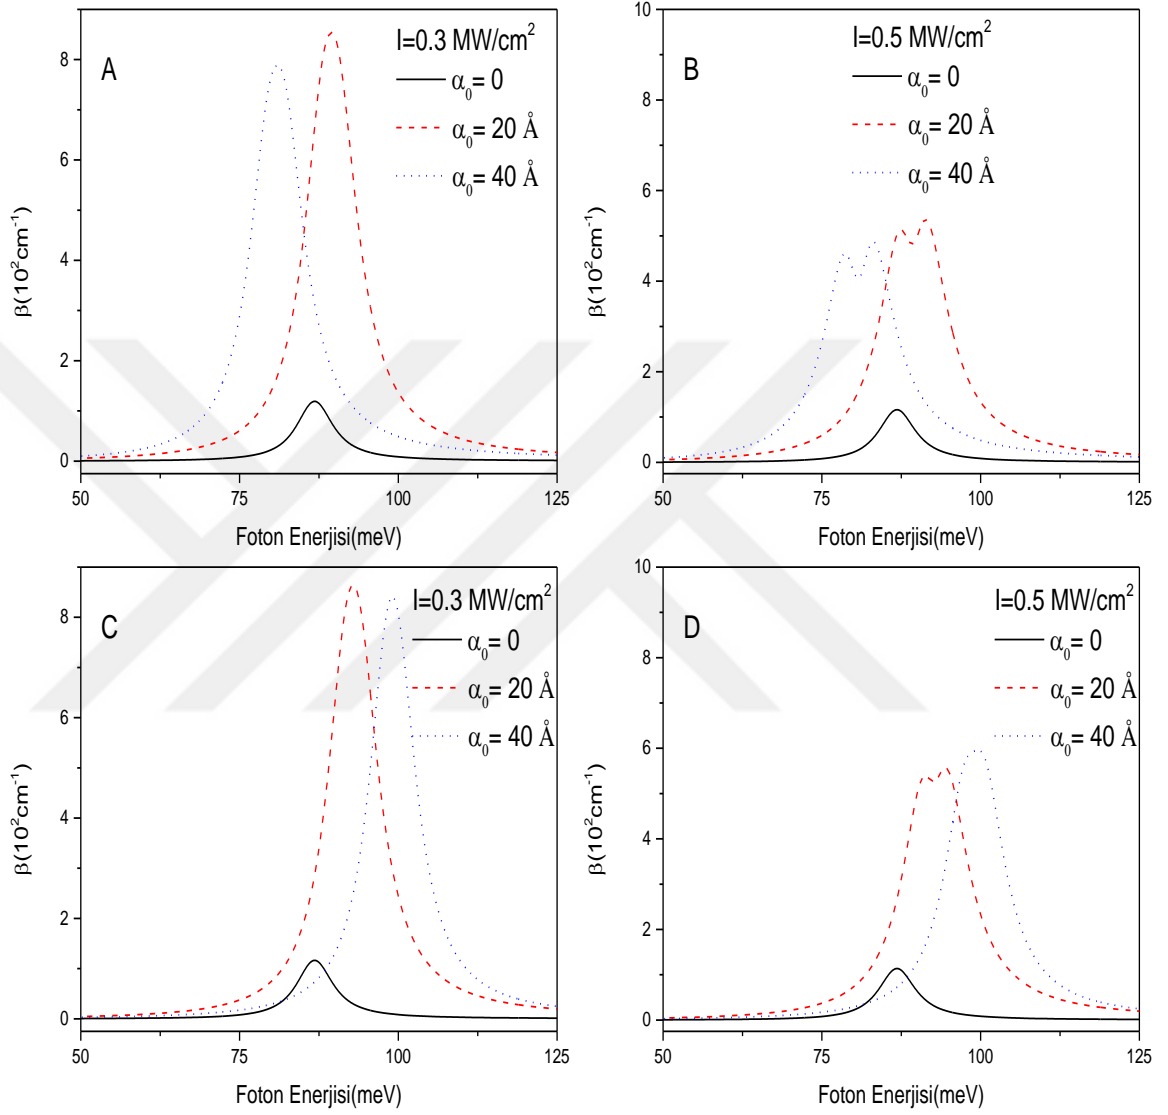 A
I=0.3 MW/cm²
α₀= 0
α₀= 20 Å
α₀= 40 Å
8
6
4
2
0
β(10²cm⁻¹)
50
75
100
125
Foton Enerjisi(meV)
B
I=0.5 MW/cm²
α₀= 0
α₀= 20 Å
α₀= 40 Å
10
8
6
4
2
0
β(10²cm⁻¹)
50
75
100
125
Foton Enerjisi(meV)
C
I=0.3 MW/cm²
α₀= 0
α₀= 20 Å
α₀= 40 Å
8
6
4
2
0
β(10²cm⁻¹)
50
75
100
125
Foton Enerjisi(meV)
D
I=0.5 MW/cm²
α₀= 0
α₀= 20 Å
α₀= 40 Å
10
8
6
4
2
0
β(10²cm⁻¹)
50
75
100
125
Foton Enerjisi(meV)